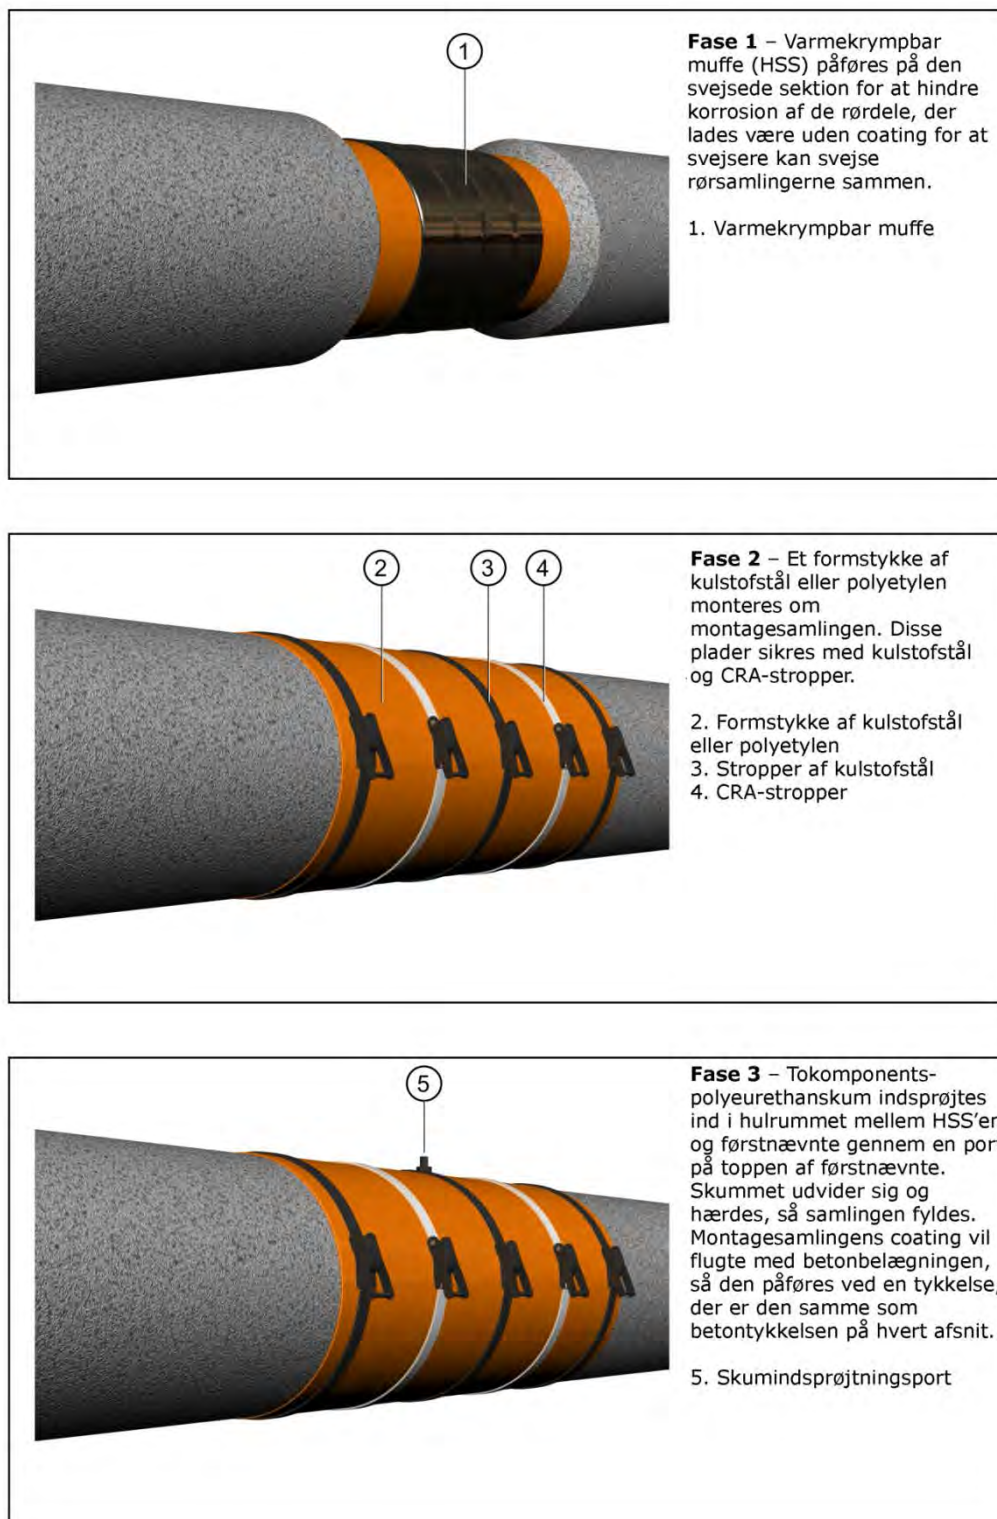 1
Fase 1 – Varmekrympbar
muffe (HSS) påføres på den
svejsede sektion for at hindre
korrosion af de rørdele, der
lades være uden coating for at
svejsere kan svejse
rørsamlingerne sammen.
1. Varmekrympbar muffe
2 3 4
Fase 2 – Et formstykke af
kulstofstål eller polyetylen
monteres om
montagesamlingen. Disse
plader sikres med kulstofstål
og CRA-stropper.
2. Formstykke af kulstofstål
eller polyetylen
3. Stropper af kulstofstål
4. CRA-stropper
5
Fase 3 – Tokomponents-
polyeurethanskum indsprøjtes
ind i hulrummet mellem HSS'er
og førstnævnte gennem en por
på toppen af førstnævnte.
Skummet udvider sig og
hærdes, så samlingen fyldes.
Montagesamlingens coating vil
flugte med betonbelægningen,
så den påføres ved en tykkelse,
der er den samme som
betontykkelsen på hvert afsnit.
5. Skumindsprøjtningsport